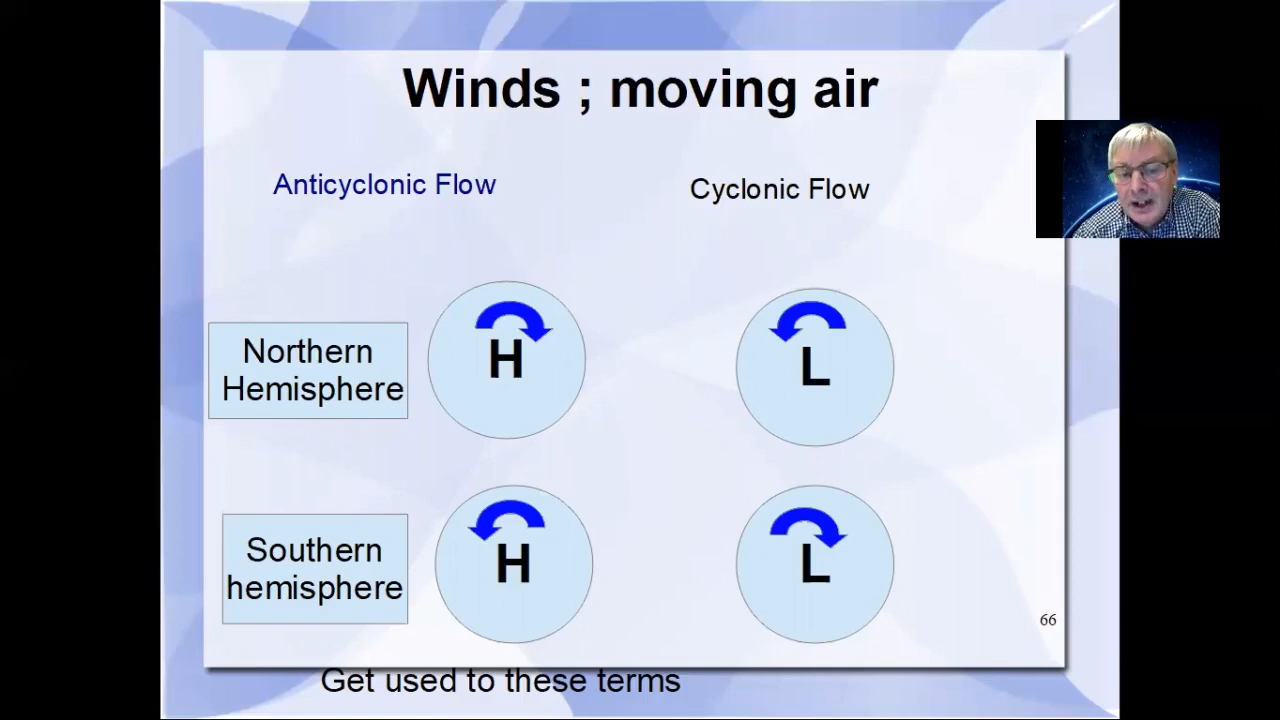 Winds ; moving air
Anticyclonic Flow
Cyclonic Flow
Northern
Hemisphere
H
L
Southern
hemisphere
H
L
66
Get used to these terms